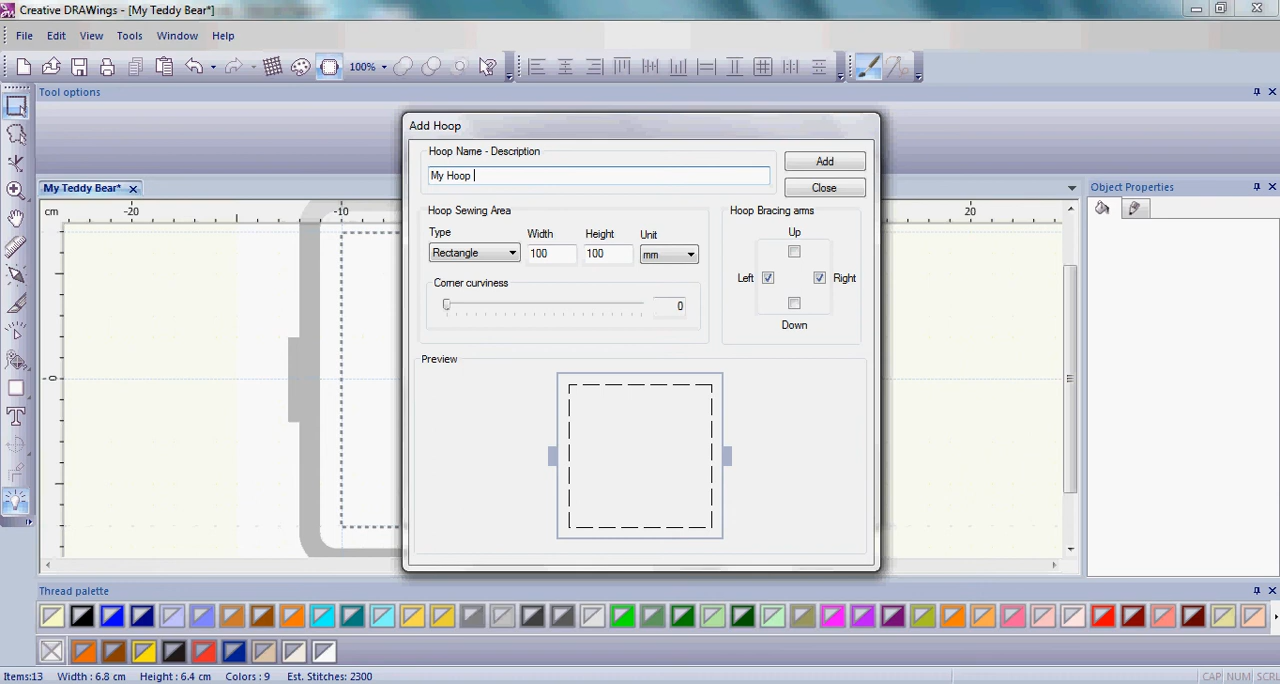 Creative DRAWings - [My Teddy Bear*]
File Edit View Tools Window Help
100%
Tool options
My Teddy Bear*
cm
-20
-10
20
0
Object Properties
Add Hoop
Hoop Name - Description
My Hoop
Add
Close
Hoop Sewing Area
Type
Width
Height
Unit
Rectangle
100
100
mm
Corner curviness
0
Hoop Bracing arms
Up
Left
Right
Down
Preview
Thread palette
Items:13 Width : 6.8 cm Height : 6.4 cm Colors : 9 Est. Stitches: 2300
CAP NUM SCRL